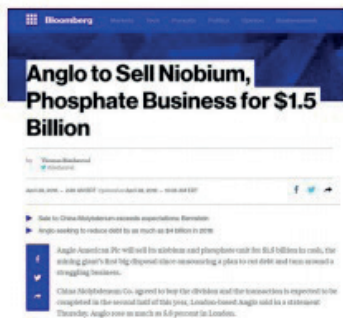 Bloomberg
Anglo to Sell Niobium,
Phosphate Business for $1.5
Billion
by
Sale to China Molybdenum exceeds expectations: Bernstein
Anglo seeking to reduce debt by as much as $4 billion in 2016
Anglo American Plc will sell its niobium and phosphate unit for $1.5 billion in cash, the
mining giant's first big disposal since announcing a plan to cut debt and turn around a
struggling business.
China Molybdenum Co. agreed to buy the division and the transaction is expected to be
completed in the second half of this year, London-based Anglo said in a statement
Thursday. Anglo rose as much as percent in London.